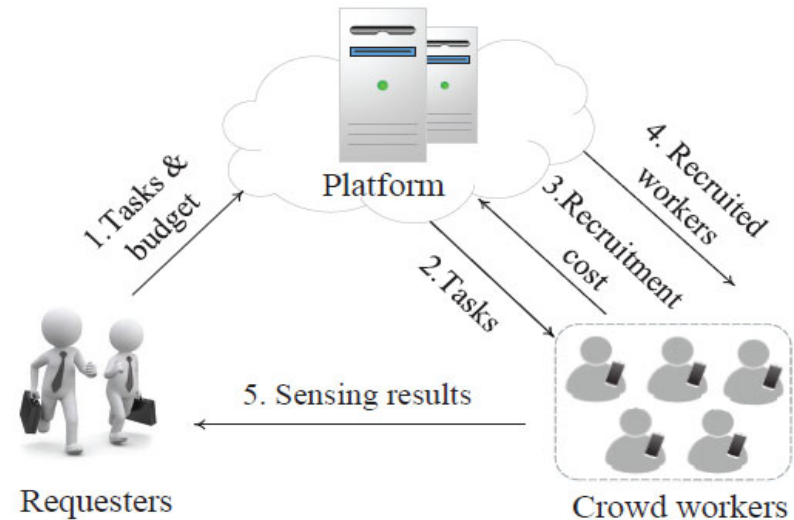 Platform
1.Tasks &
budget
2.Tasks
3.Recruitment
cost
4. Recruited
workers
5. Sensing results
Requesters
Crowd workers